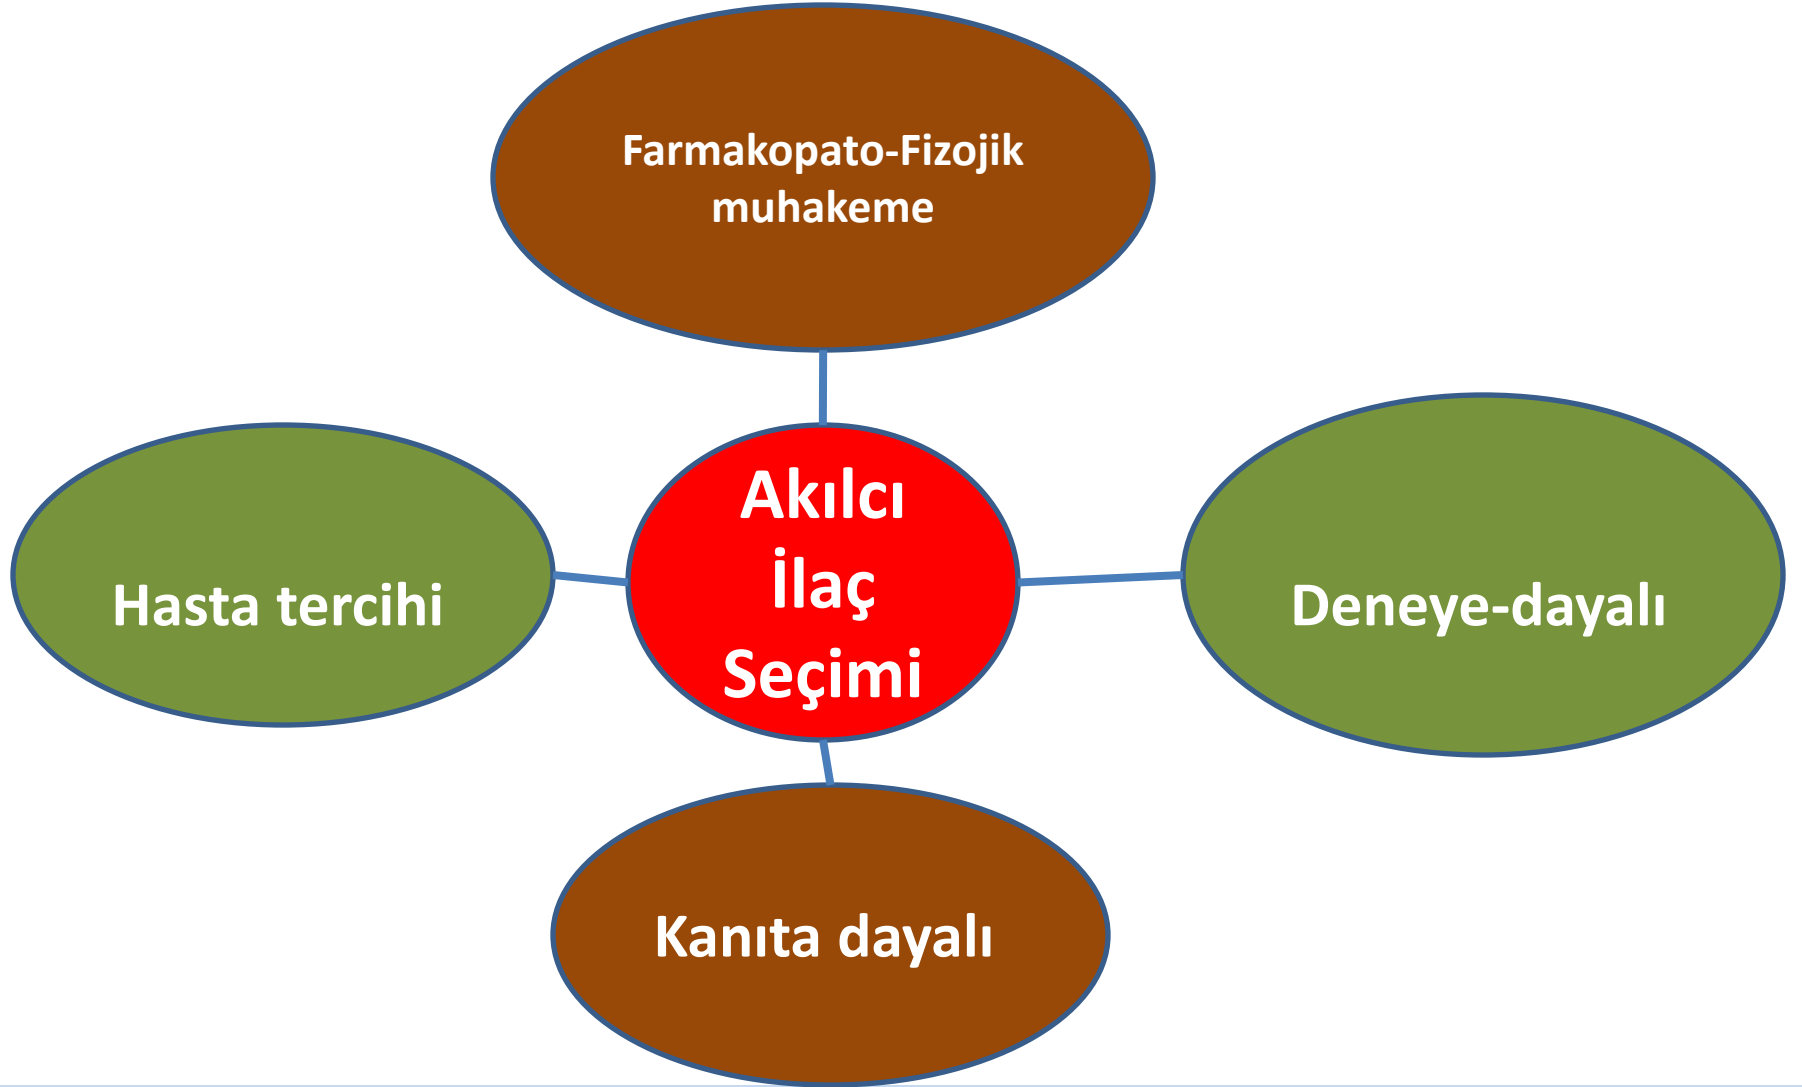 Farmakopato-Fizojik
muhakeme
Hasta tercihi
Akılcı
İlaç
Seçimi
Deneye-dayalı
Kanıta dayalı